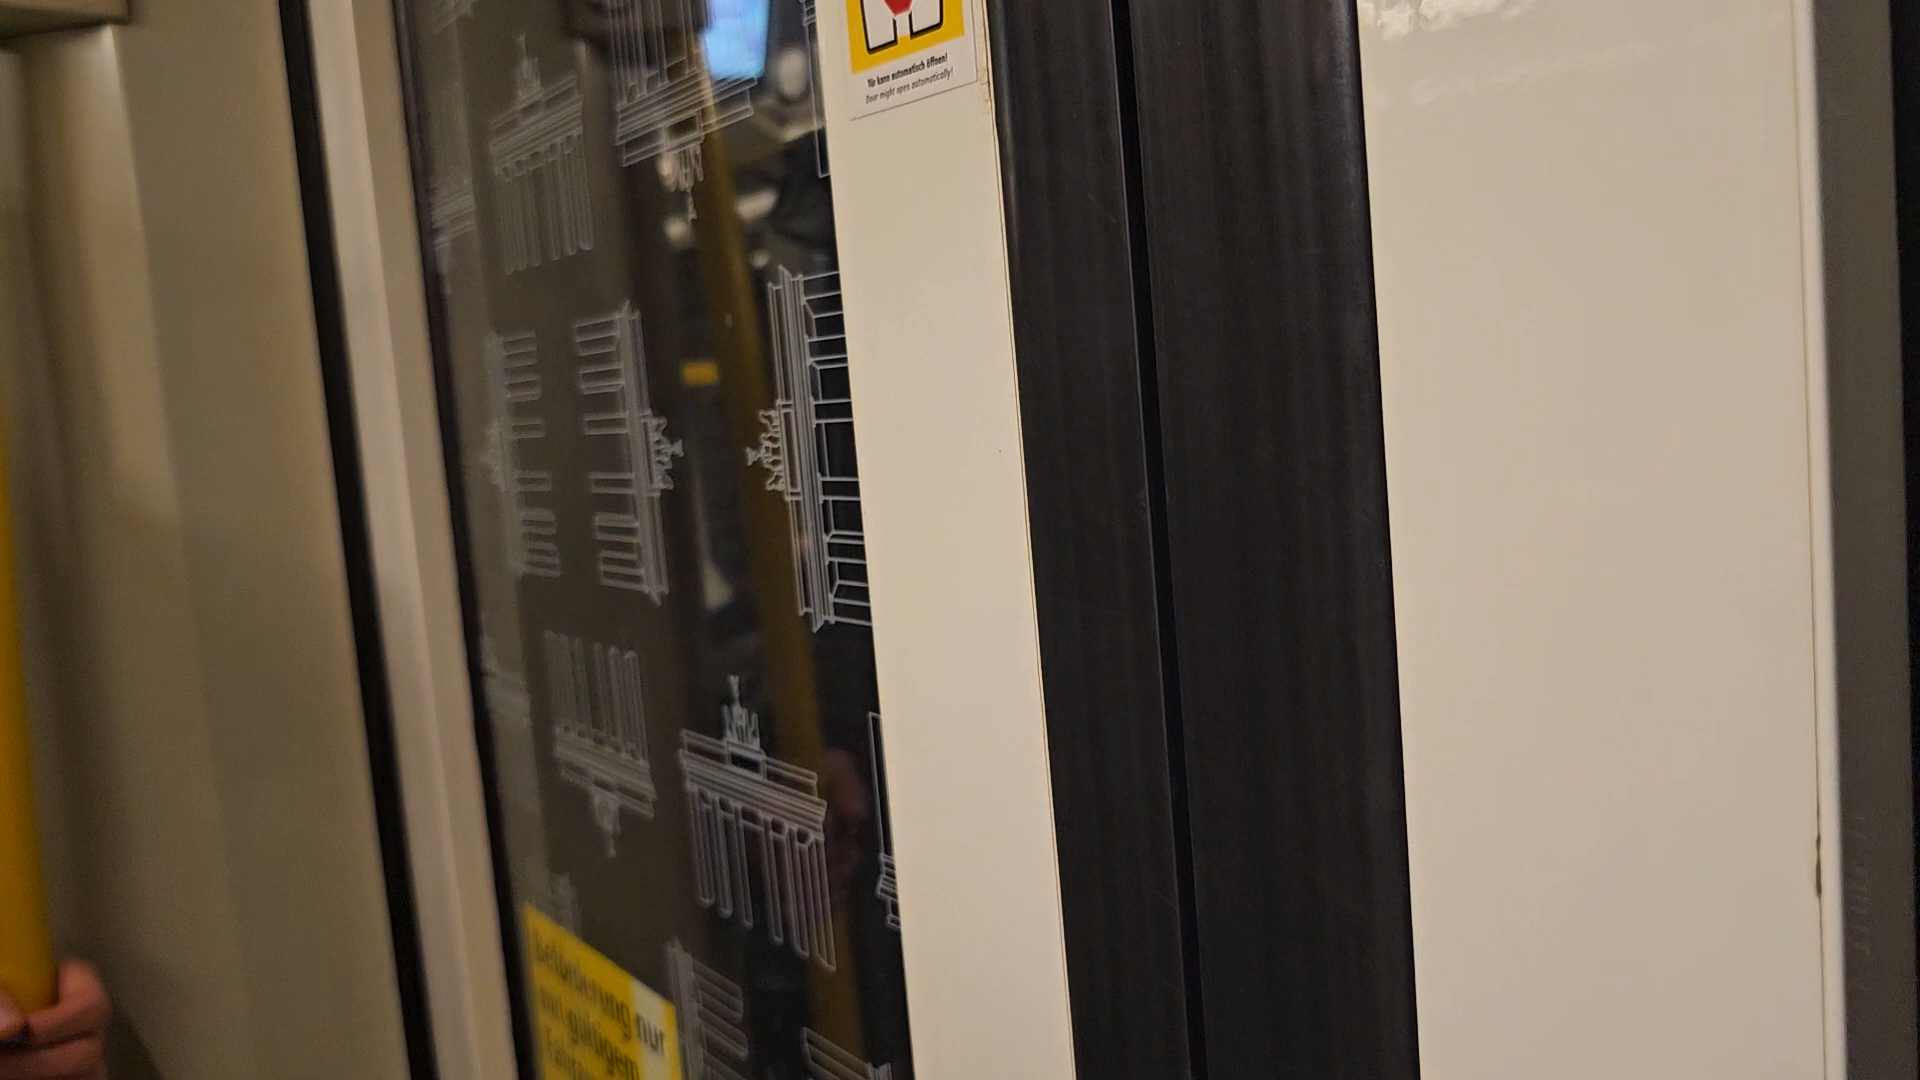 Tür kann automatisch öffnen!
Door might open automatically!
Beförderung nur
mit gültigem